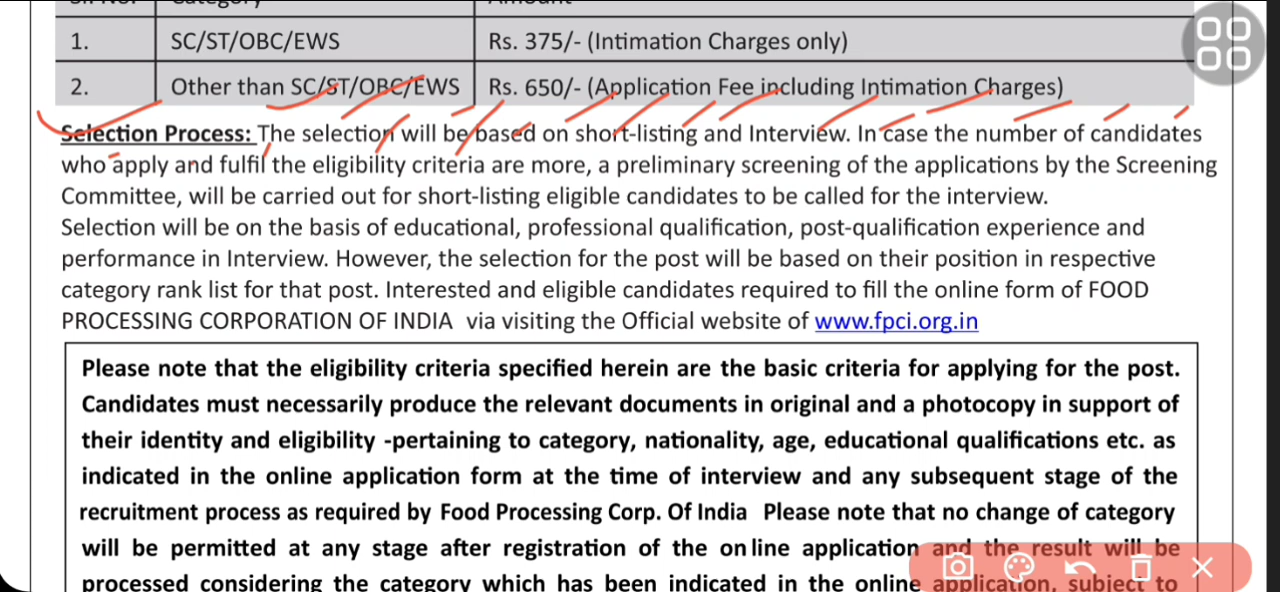 1. SC/ST/OBC/EWS Rs. 375/- (Intimation Charges only)
2. Other than SC/ST/OBC/EWS Rs. 650/- (Application Fee including Intimation Charges)
Selection Process: The selection will be based on short-listing and Interview. In case the number of candidates
who apply and fulfil the eligibility criteria are more, a preliminary screening of the applications by the Screening
Committee, will be carried out for short-listing eligible candidates to be called for the interview.
Selection will be on the basis of educational, professional qualification, post-qualification experience and
performance in Interview. However, the selection for the post will be based on their position in respective
category rank list for that post. Interested and eligible candidates required to fill the online form of FOOD
PROCESSING CORPORATION OF INDIA via visiting the Official website of www.fpci.org.in
Please note that the eligibility criteria specified herein are the basic criteria for applying for the post.
Candidates must necessarily produce the relevant documents in original and a photocopy in support of
their identity and eligibility -pertaining to category, nationality, age, educational qualifications etc. as
indicated in the online application form at the time of interview and any subsequent stage of the
recruitment process as required by Food Processing Corp. Of India Please note that no change of category
will be permitted at any stage after registration of the on line application and the result will be
processed considering the category which has been indicated in the online application, subject to